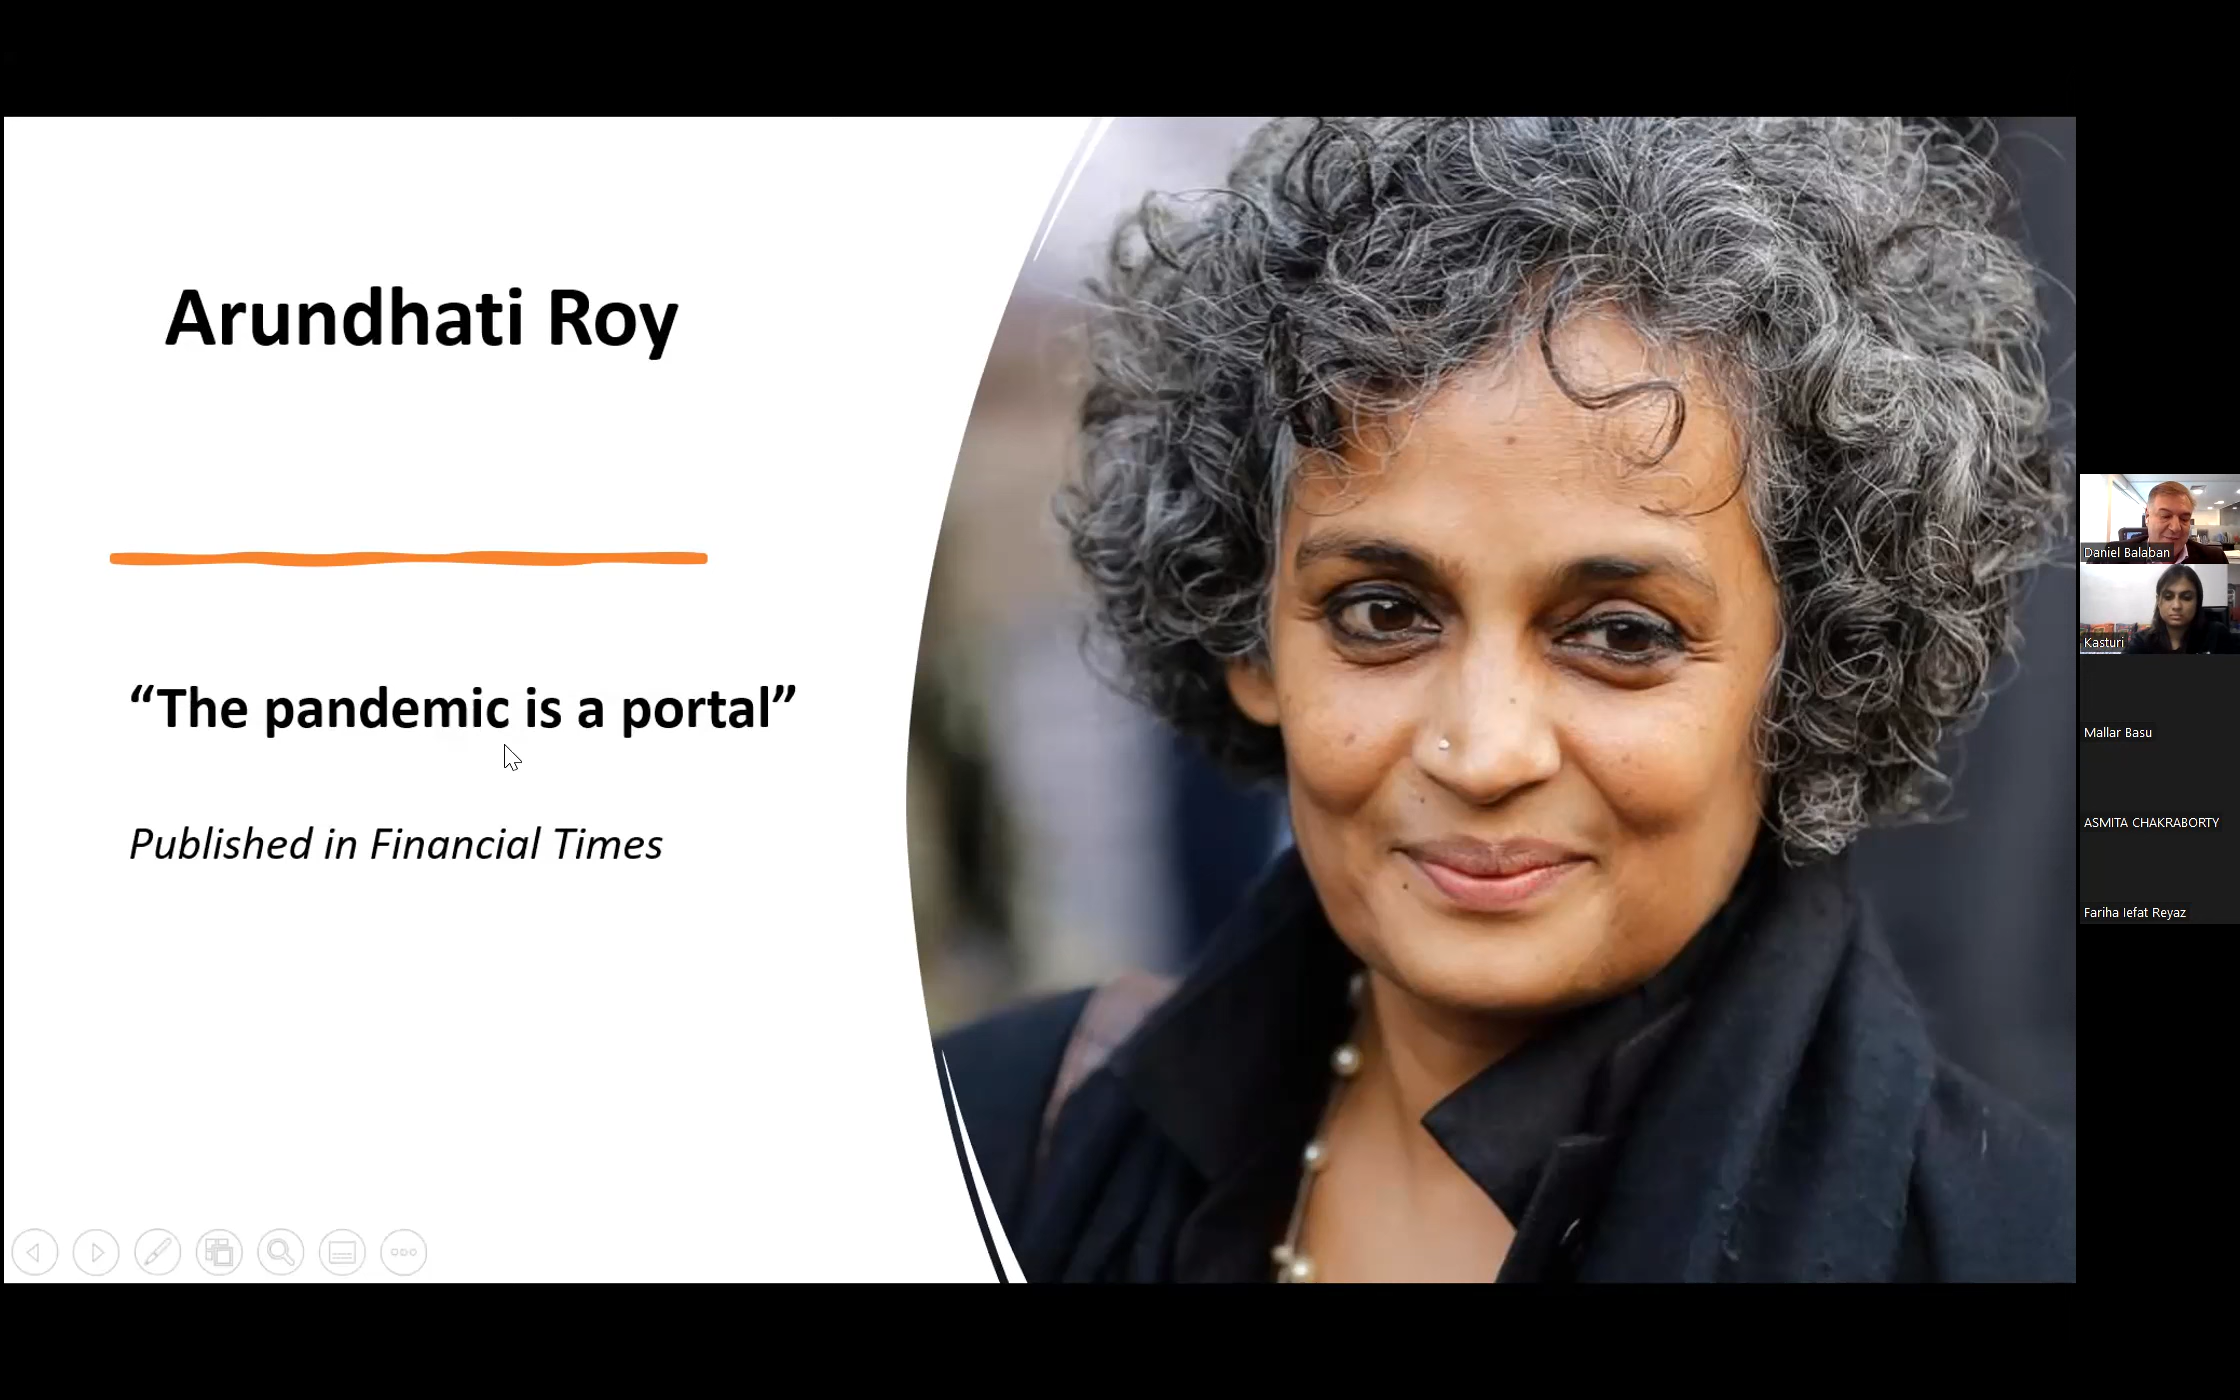 Arundhati Roy
“The pandemic is a portal”
Published in Financial Times
Daniel Balaban
Kasturi
Mallar Basu
ASMITA CHAKRABORTY
Fariha Iefat Reyaz